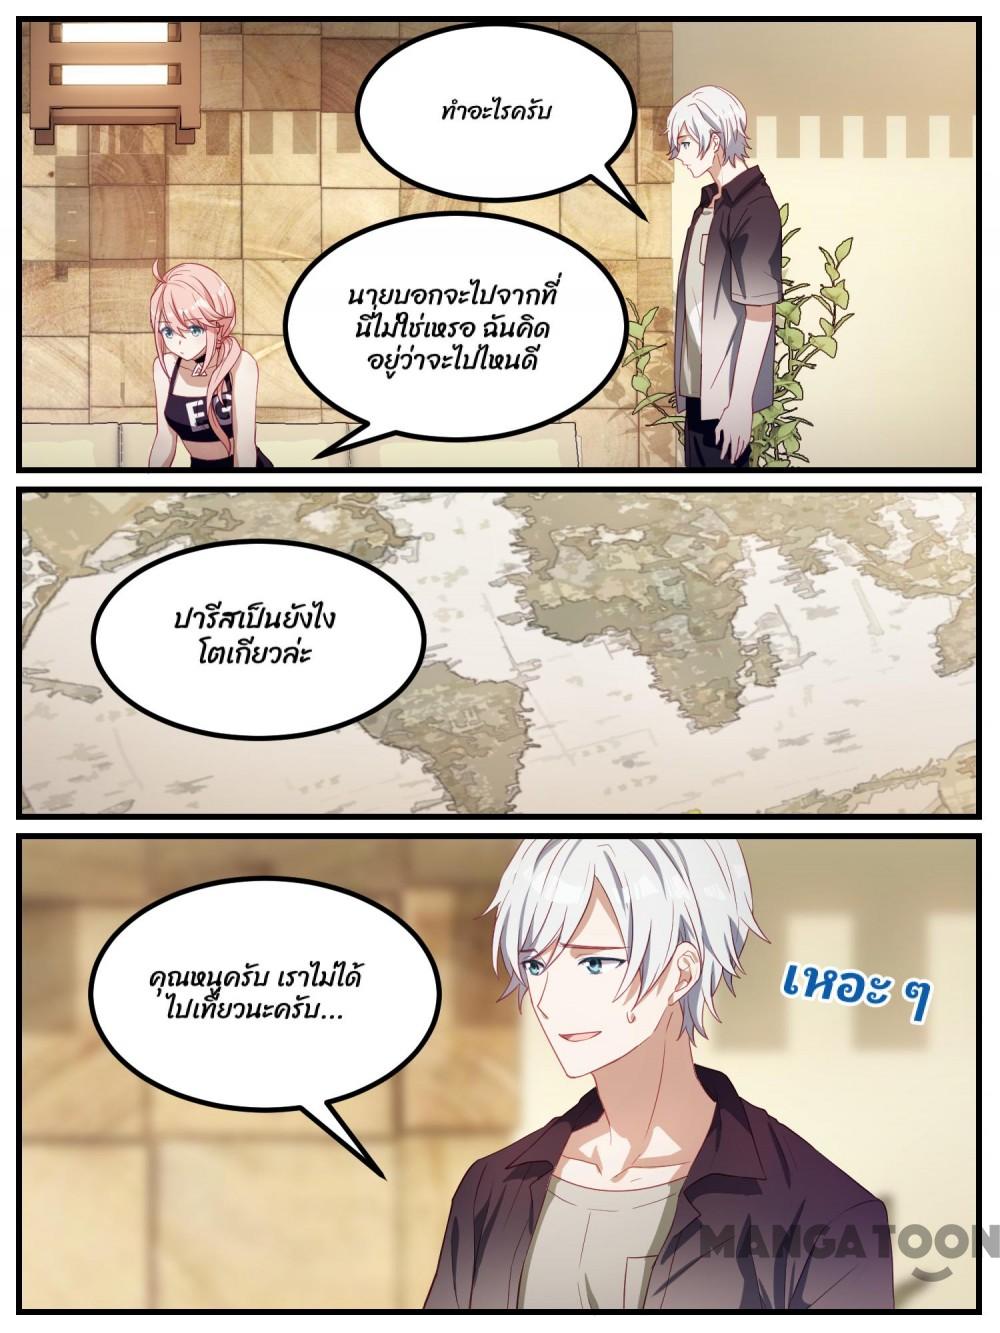 ทำอะไรครับ
นายบอกจะไปจากที่
นี่ไม่ใช่เหรอ ฉันคิด
อยู่ว่าจะไปไหนดี
EG
ปารีสเป็นยังไง
โตเกียวล่ะ
คุณหนูครับ เราไม่ได้
ไปเที่ยวนะครับ...
เหอะ ๆ
MANGATOON